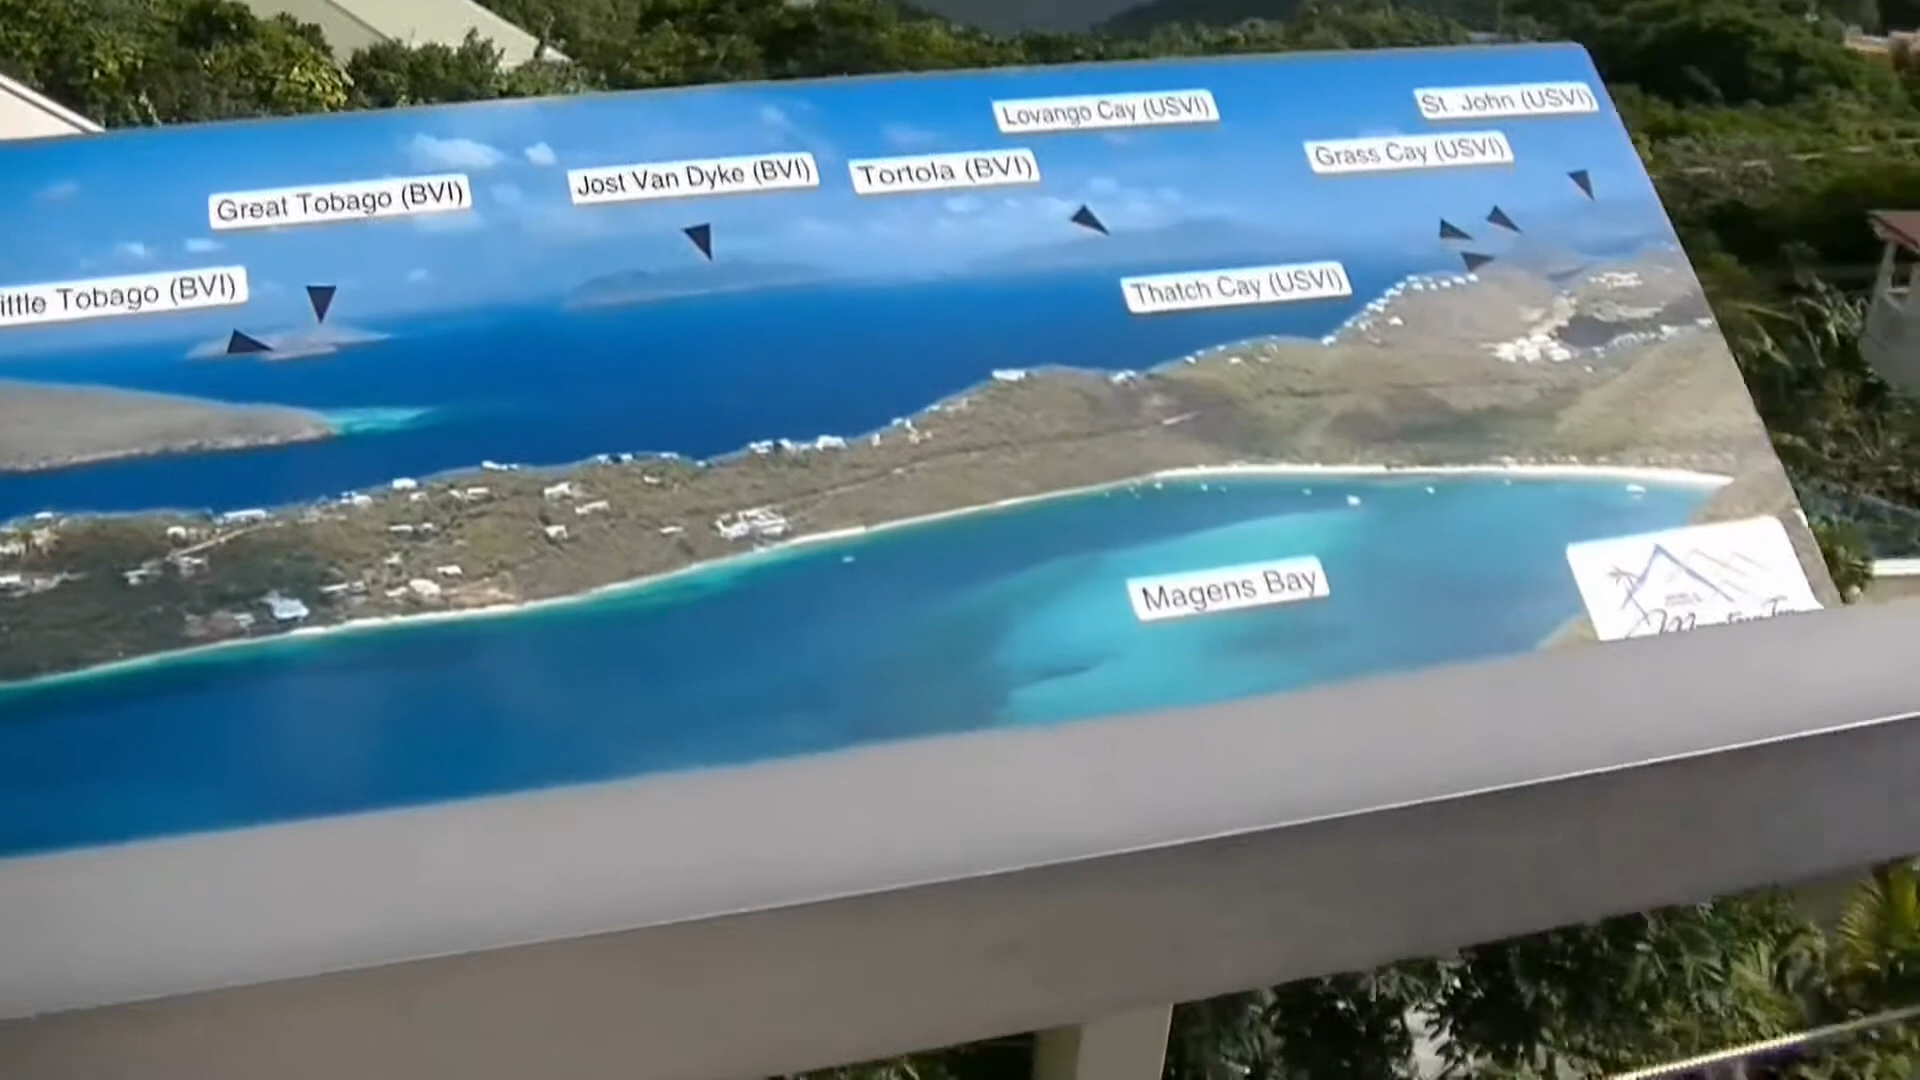 Lovango Cay (USVI)
St. John (USVI)
Great Tobago (BVI)
Jost Van Dyke (BVI)
Tortola (BVI)
Grass Cay (USVI)
ittle Tobago (BVI)
Thatch Cay (USVI)
Magens Bay